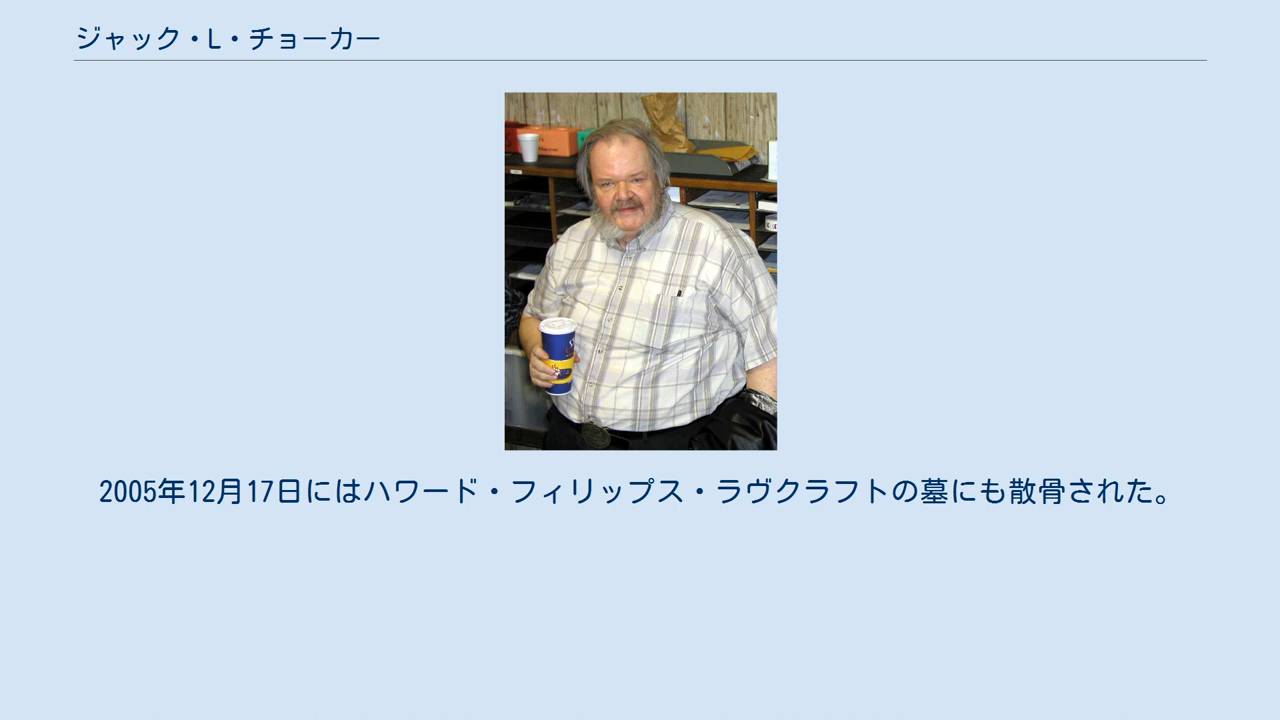 ジャック・L・チョーカー
2005年12月17日にはハワード・フィリップス・ラヴクラフトの墓にも散骨された。